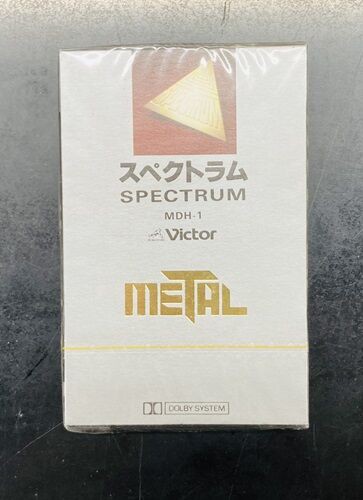 スペクトラム
SPECTRUM
MDH-1
Victor
METAL
DOLBY SYSTEM